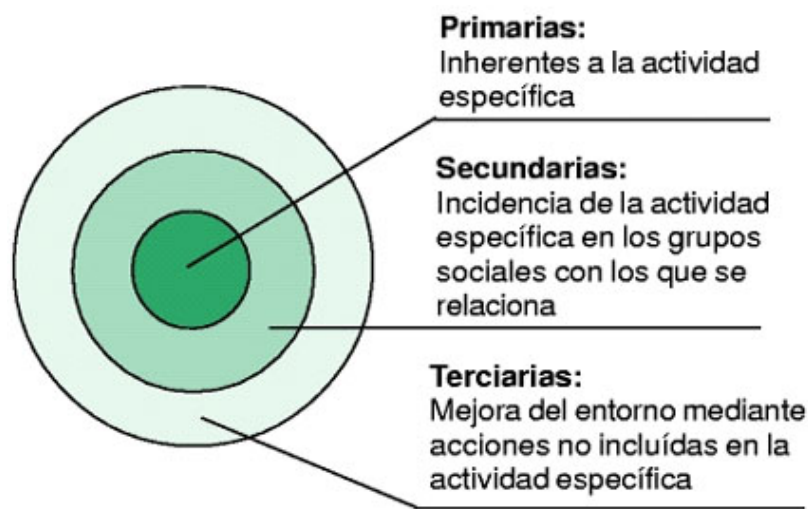 Primarias:
Inherentes a la actividad
específica
Secundarias:
Incidencia de la actividad
específica en los grupos
sociales con los que se
relaciona
Terciarias:
Mejora del entorno mediante
acciones no incluídas en la
actividad específica